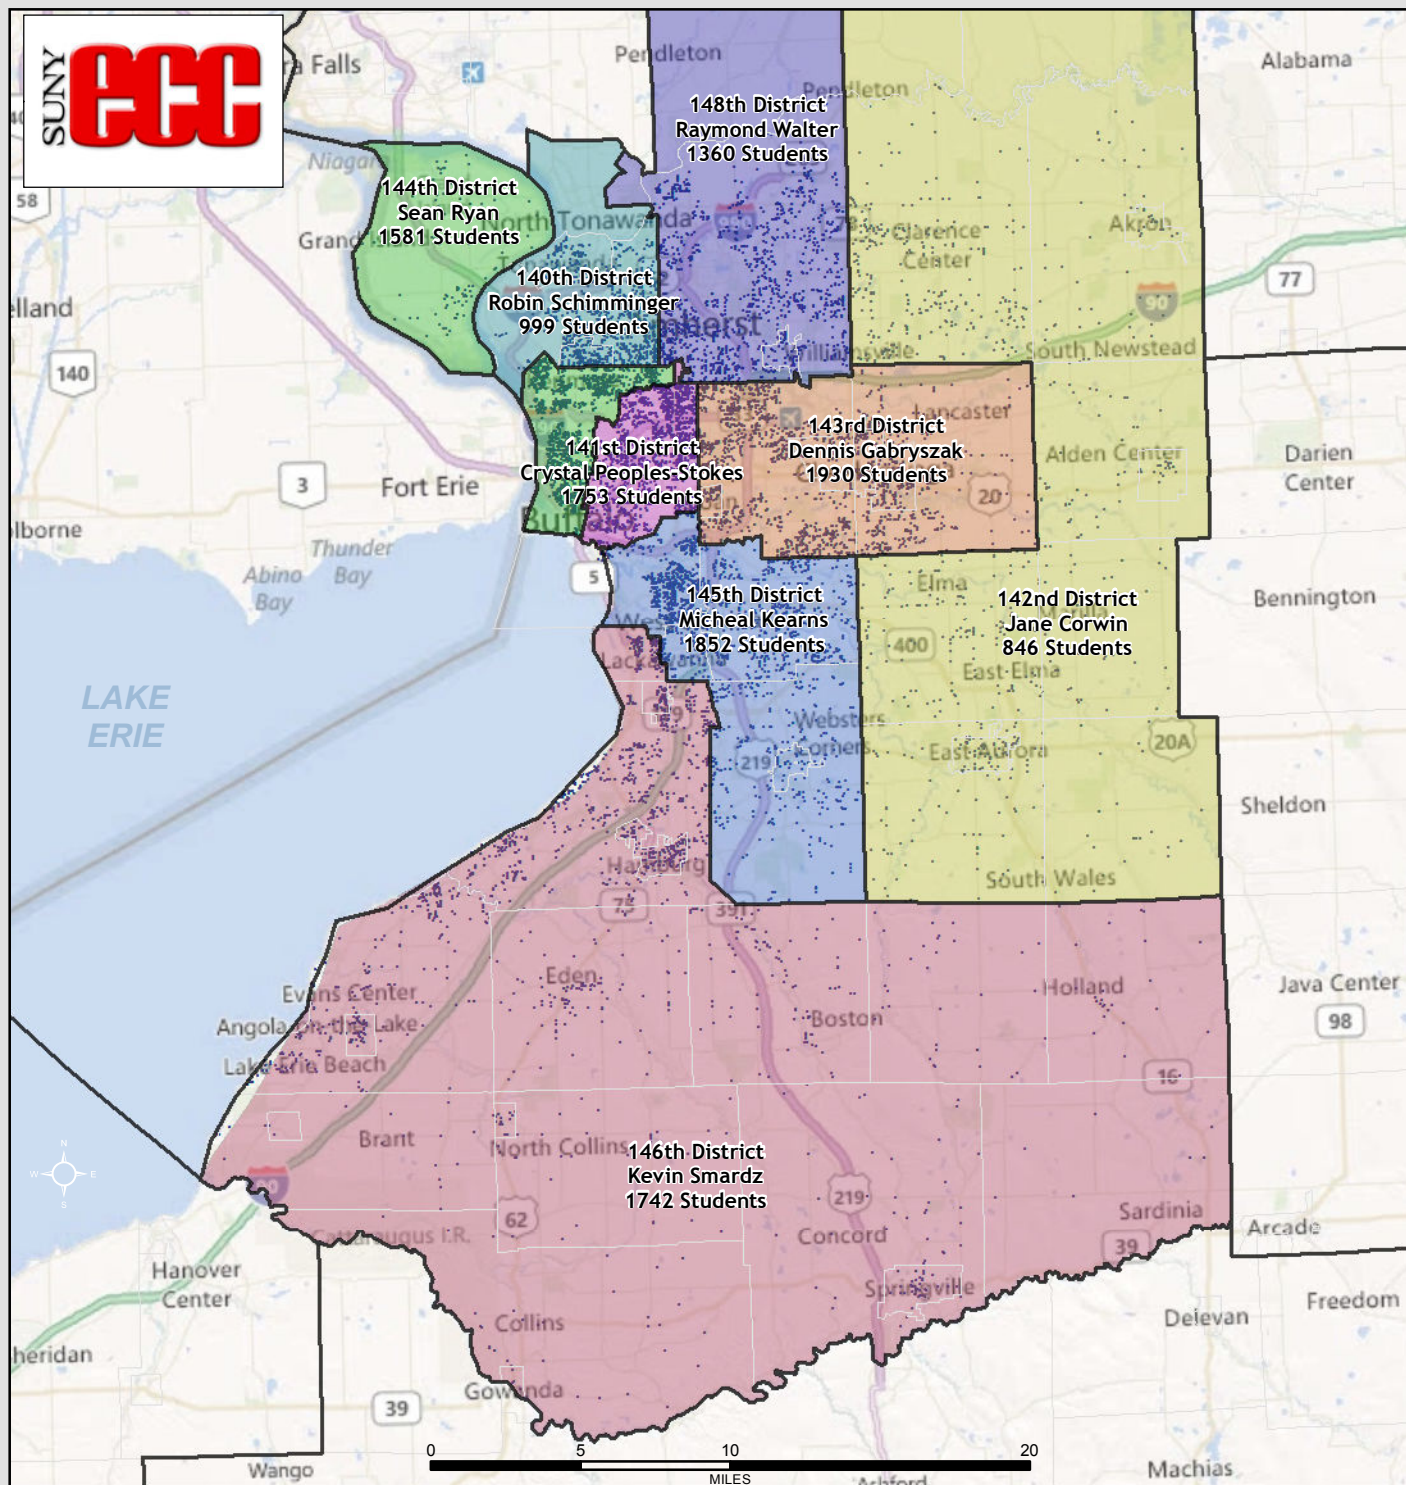 SUNY
ecc
a Falls
Pendleton
Alabama
Pendleton
148th District
Raymond Walter
1360 Students
58
144th District
Sean Ryan
1581 Students
North Tonawanda
Clarence
Center
Akron
77
90
140th District
Robin Schimminger
999 Students
elland
Williamsville
South Newstead
140
Lancaster
143rd District
Dennis Gabryszak
1930 Students
Alden Center
Darien
Center
141st District
Crystal Peoples-Stokes
1753 Students
3
Fort Erie
20
lborne
Thunder
Bay
Abino
Bay
5
145th District
Micheal Kearns
1852 Students
Elma
142nd District
Jane Corwin
846 Students
Bennington
400
East Elma
LAKE
ERIE
Websters
Corners
219
East Aurora
20A
Sheldon
Hamburg
South Wales
75
391
Eden
Evans Center
Holland
Java Center
Angola on the Lake
Boston
98
Lake Erie Beach
16
N
W
E
S
Brant
North Collins
146th District
Kevin Smardz
1742 Students
62
219
Sardinia
Cattaraugus I.R.
Concord
39
Arcade
Hanover
Center
Springville
Freedom
Delevan
Collins
heridan
Gowanda
39
0
5
10
20
MILES
Wango
Machias